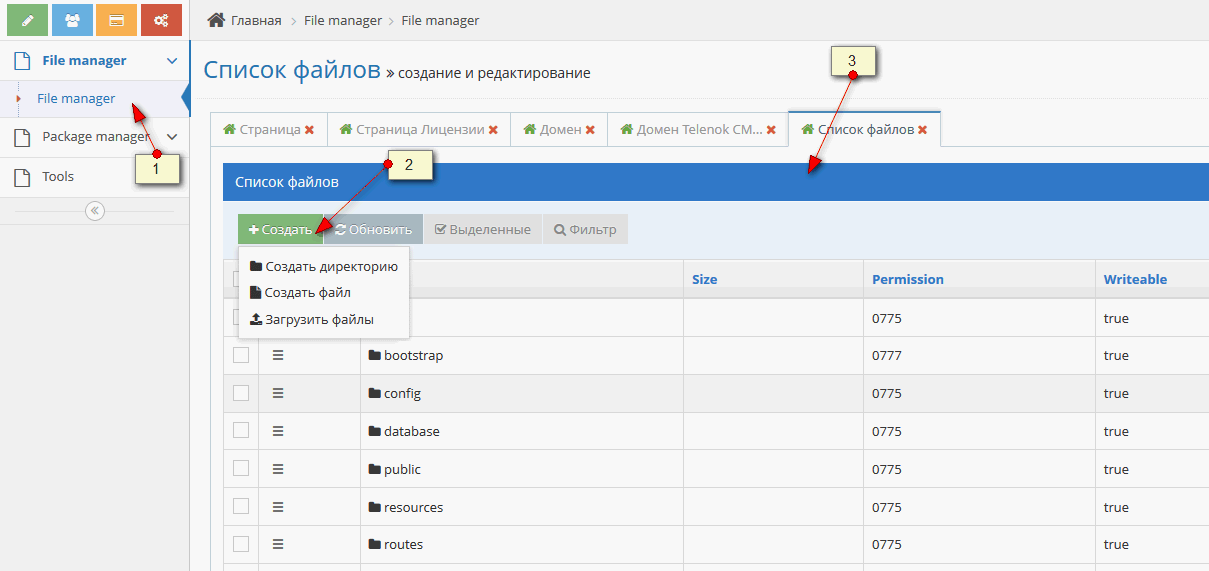 Главная > File manager > File manager
File manager
File manager
Package manager
Tools
1
Список файлов » создание и редактирование
3
Страница
Страница Лицензии
Домен
Домен Telenok CM...
Список файлов
2
Список файлов
Создать
Обновить
Выделенные
Фильтр
Создать директорию
Создать файл
Загрузить файлы
Size Permission Writeable
0775 true
bootstrap 0777 true
config 0775 true
database 0775 true
public 0775 true
resources 0775 true
routes 0775 true